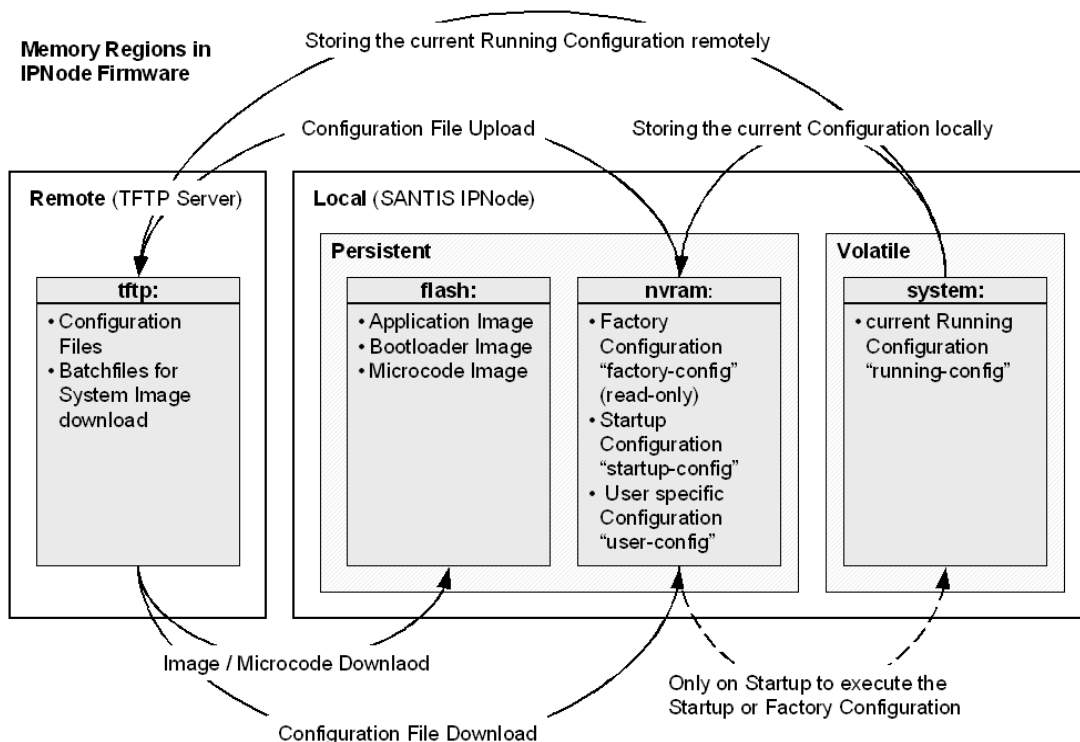 Memory Regions in
IPNode Firmware
Storing the current Running Configuration remotely
Configuration File Upload
Storing the current Configuration locally
Remote (TFTP Server)
Local (SANTIS IPNode)
Persistent
Volatile
tftp:
• Configuration
Files
• Batchfiles for
System Image
download
flash:
• Application Image
• Bootloader Image
• Microcode Image
nvram:
• Factory
Configuration
“factory-config”
(read-only)
• Startup
Configuration
“startup-config”
• User specific
Configuration
“user-config”
system:
• current Running
Configuration
“running-config”
Image / Microcode Downlaod
Configuration File Download
Only on Startup to execute the
Startup or Factory Configuration